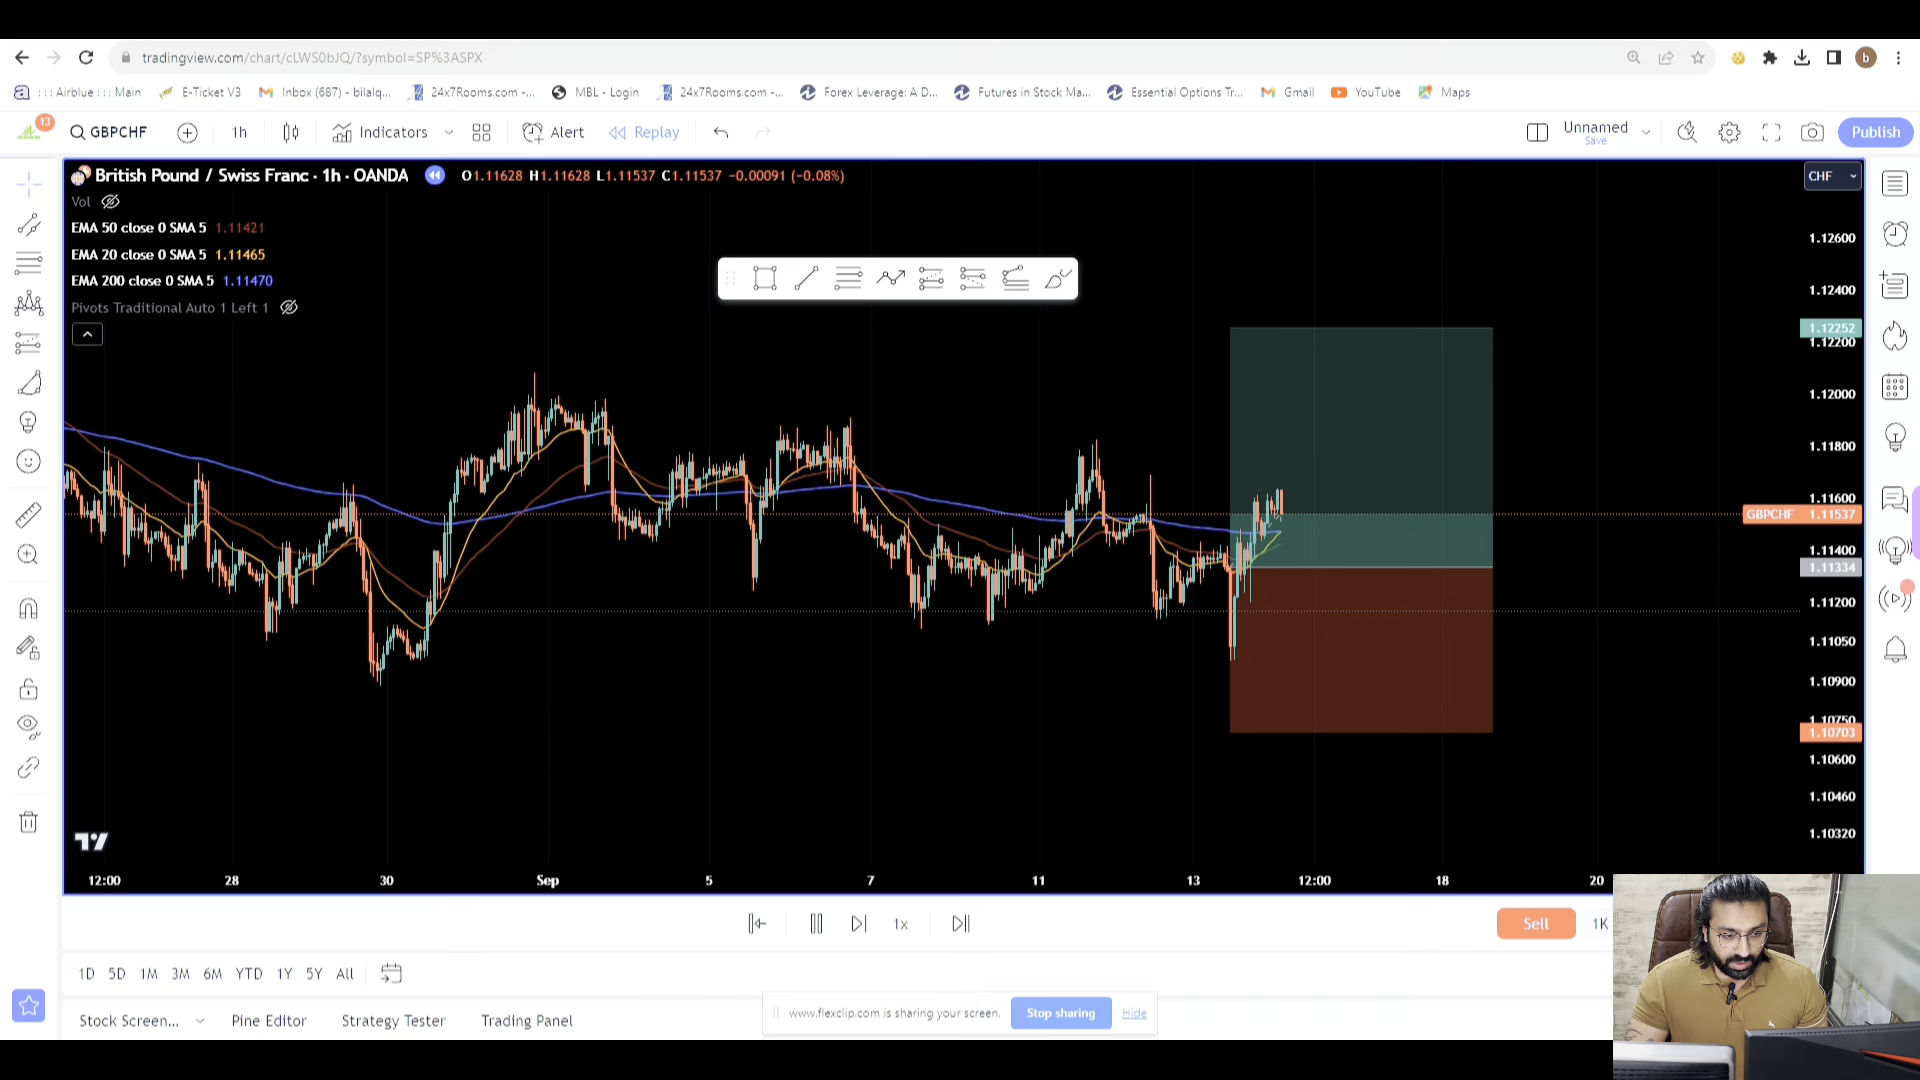 tradingview.com/chart/cLWS0bJQ/?symbol=SP%3ASPX
b
::: Airblue ::: Main
E-Ticket V3
Inbox (687) - bilalq...
24x7Rooms.com -...
MBL - Login
24x7Rooms.com -...
Forex Leverage: A D...
Futures in Stock Ma...
Essential Options Tr...
Gmail
YouTube
Maps
13
GBPCHF
1h
Indicators
Alert
Replay
Unnamed
Save
Publish
British Pound / Swiss Franc · 1h · OANDA
O1.11628 H1.11628 L1.11537 C1.11537 −0.00091 (−0.08%)
CHF
Vol
EMA 50 close 0 SMA 5 1.11421
EMA 20 close 0 SMA 5 1.11465
EMA 200 close 0 SMA 5 1.11470
Pivots Traditional Auto 1 Left 1
1.12600
1.12400
1.12252
1.12200
1.12000
1.11800
1.11600
GBPCHF 1.11537
1.11400
1.11334
1.11200
1.11050
1.10900
1.10750
1.10703
1.10600
1.10460
1.10320
12:00
28
30
Sep
5
7
11
13
12:00
18
20
1x
Sell
1K
1D 5D 1M 3M 6M YTD 1Y 5Y All
Stock Screen...
Pine Editor
Strategy Tester
Trading Panel
www.flexclip.com is sharing your screen.
Stop sharing
Hide